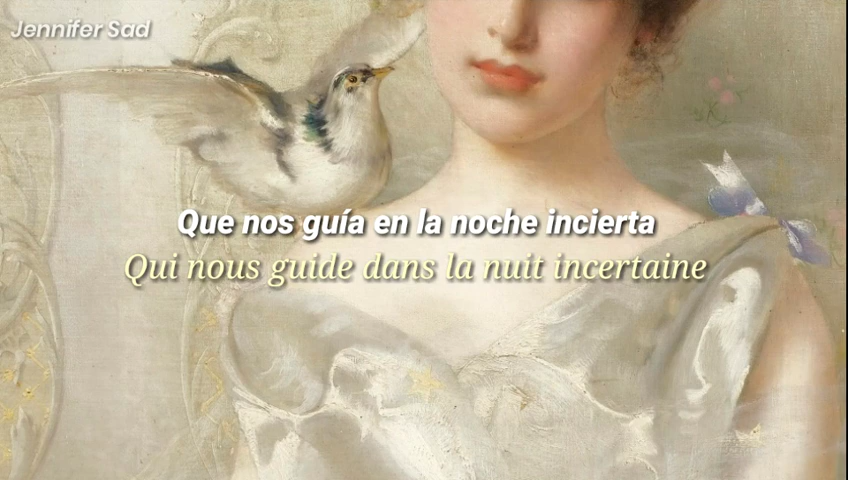 Jennifer Sad
Que nos guía en la noche incierta
Qui nous guide dans la nuit incertaine